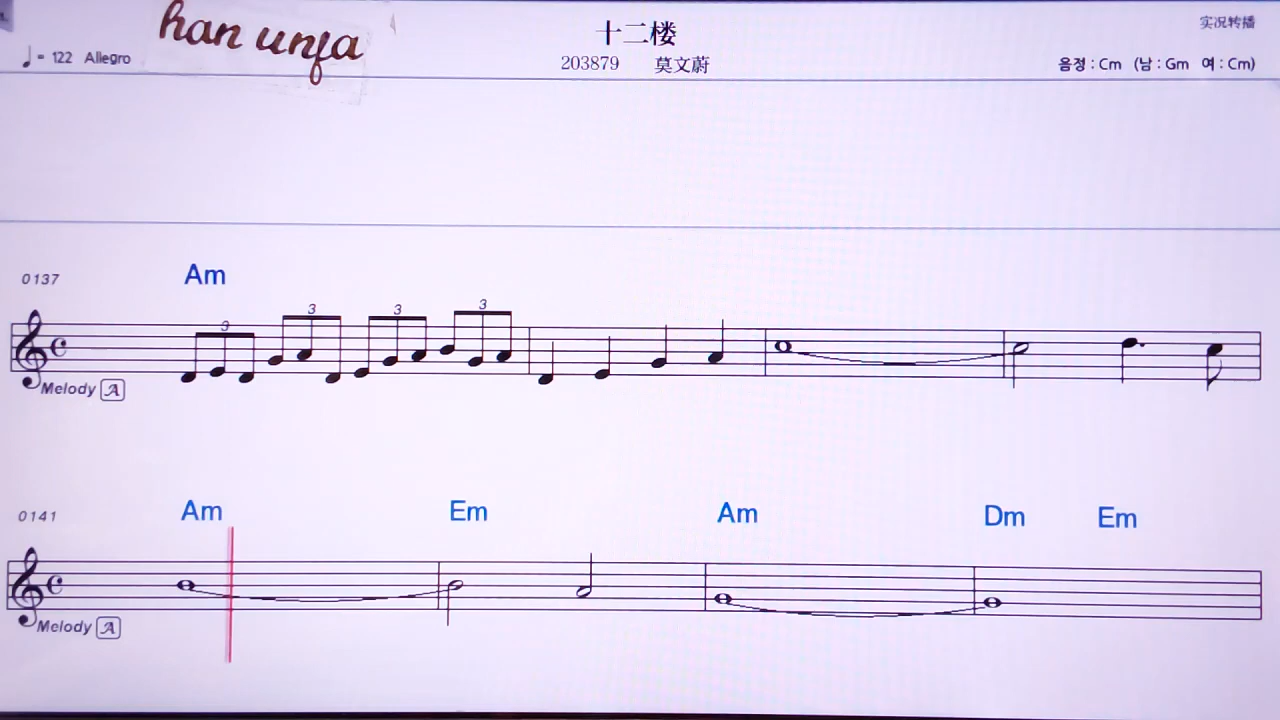 han unja
十二楼
实况转播
♩= 122 Allegro
203879 莫文蔚
음정 : Cm (남 : Gm 여 : Cm)
0137
Am
3 3 3 3
Melody A
0141
Am Em Am Dm Em
Melody A